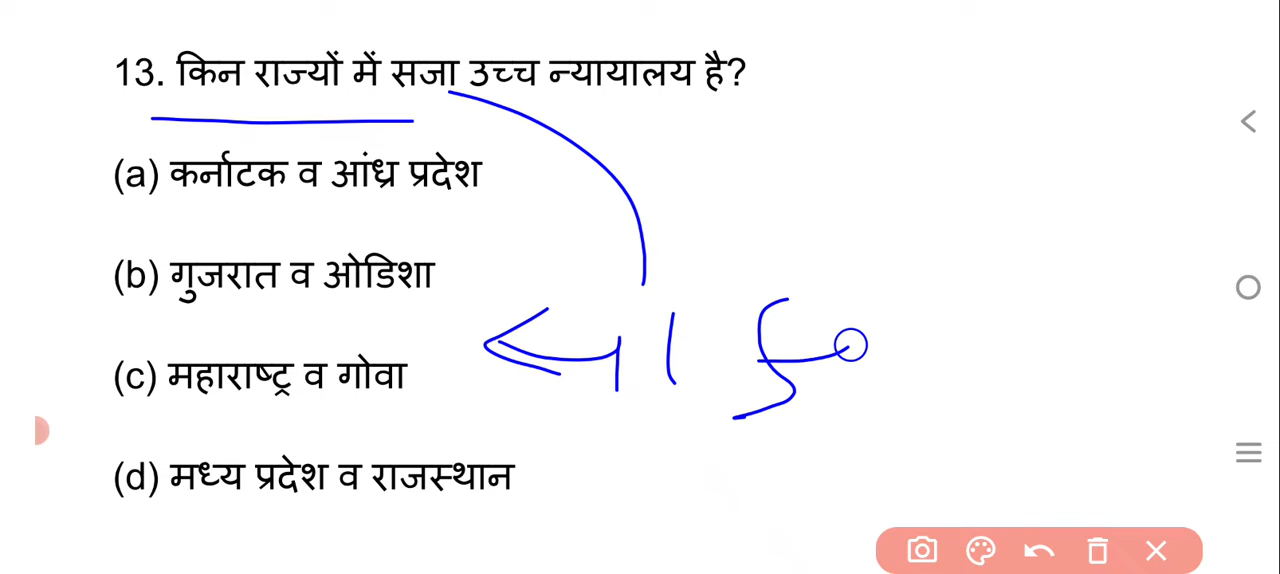 13. किन राज्यों में सजा उच्च न्यायालय है?
(a) कर्नाटक व आंध्र प्रदेश
(b) गुजरात व ओडिशा
(c) महाराष्ट्र व गोवा
(d) मध्य प्रदेश व राजस्थान